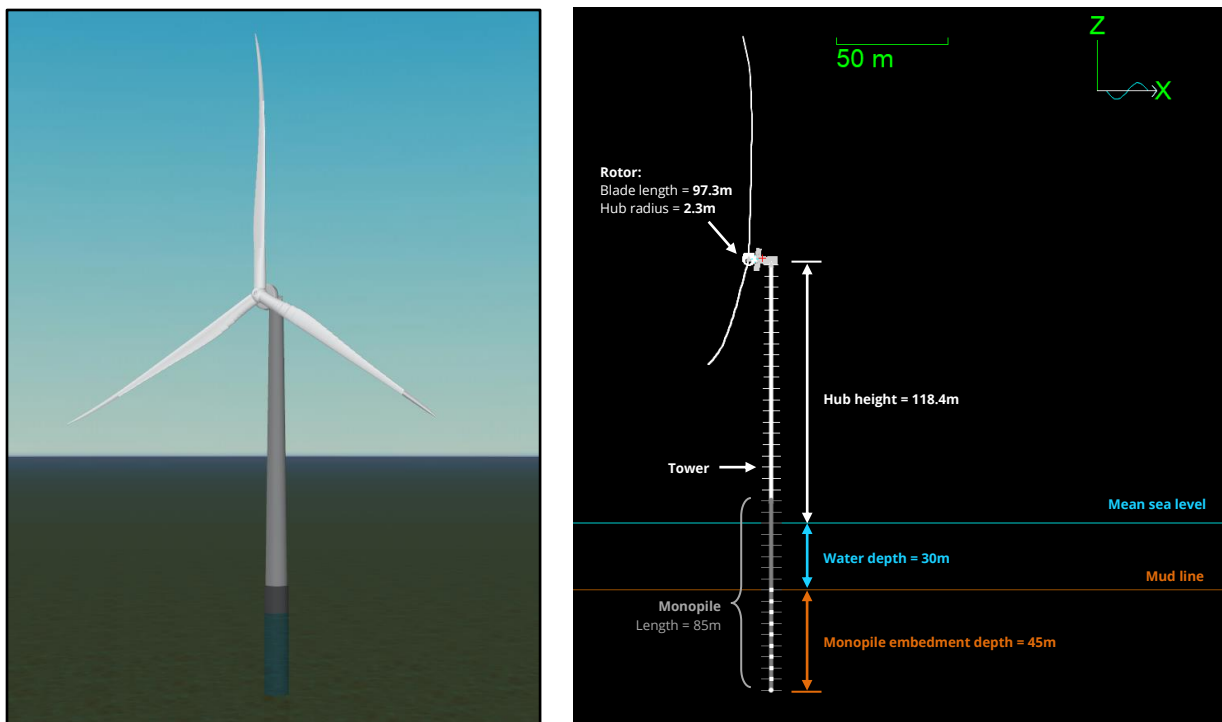 Z
50 m
X
Rotor:
Blade length = 97.3m
Hub radius = 2.3m
Hub height = 118.4m
Tower
Mean sea level
Water depth = 30m
Mud line
Monopile
Length = 85m
Monopile embedment depth = 45m